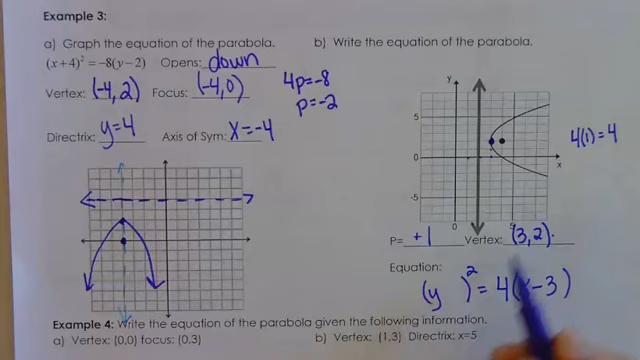 Example 3:
a) Graph the equation of the parabola.
(x+4)² = −8(y−2) Opens: down
Vertex: (-4,2) Focus: (-4,0)
4p=-8
p=-2
Directrix: y=4 Axis of Sym: x=-4
b) Write the equation of the parabola.
y
5
0
-5
0
x
4(1)=4
P= +1 Vertex: (3,2)
Equation:
(y )² = 4(x-3)
Example 4: Write the equation of the parabola given the following information.
a) Vertex: (0,0) focus: (0,3) b) Vertex: (1,3) Directrix: x=5